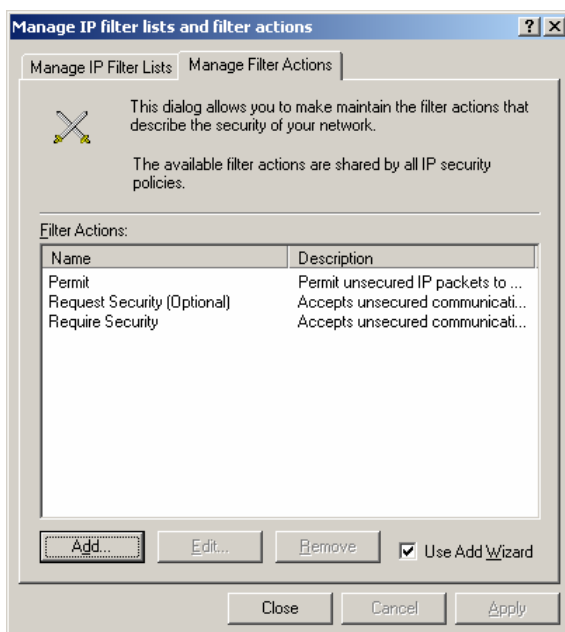 Manage IP filter lists and filter actions
Manage IP Filter Lists Manage Filter Actions
This dialog allows you to make maintain the filter actions that
describe the security of your network.
The available filter actions are shared by all IP security
policies.
Filter Actions:
Name Description
Permit Permit unsecured IP packets to ...
Request Security (Optional) Accepts unsecured communicati...
Require Security Accepts unsecured communicati...
Add... Edit... Remove Use Add Wizard
Close Cancel Apply